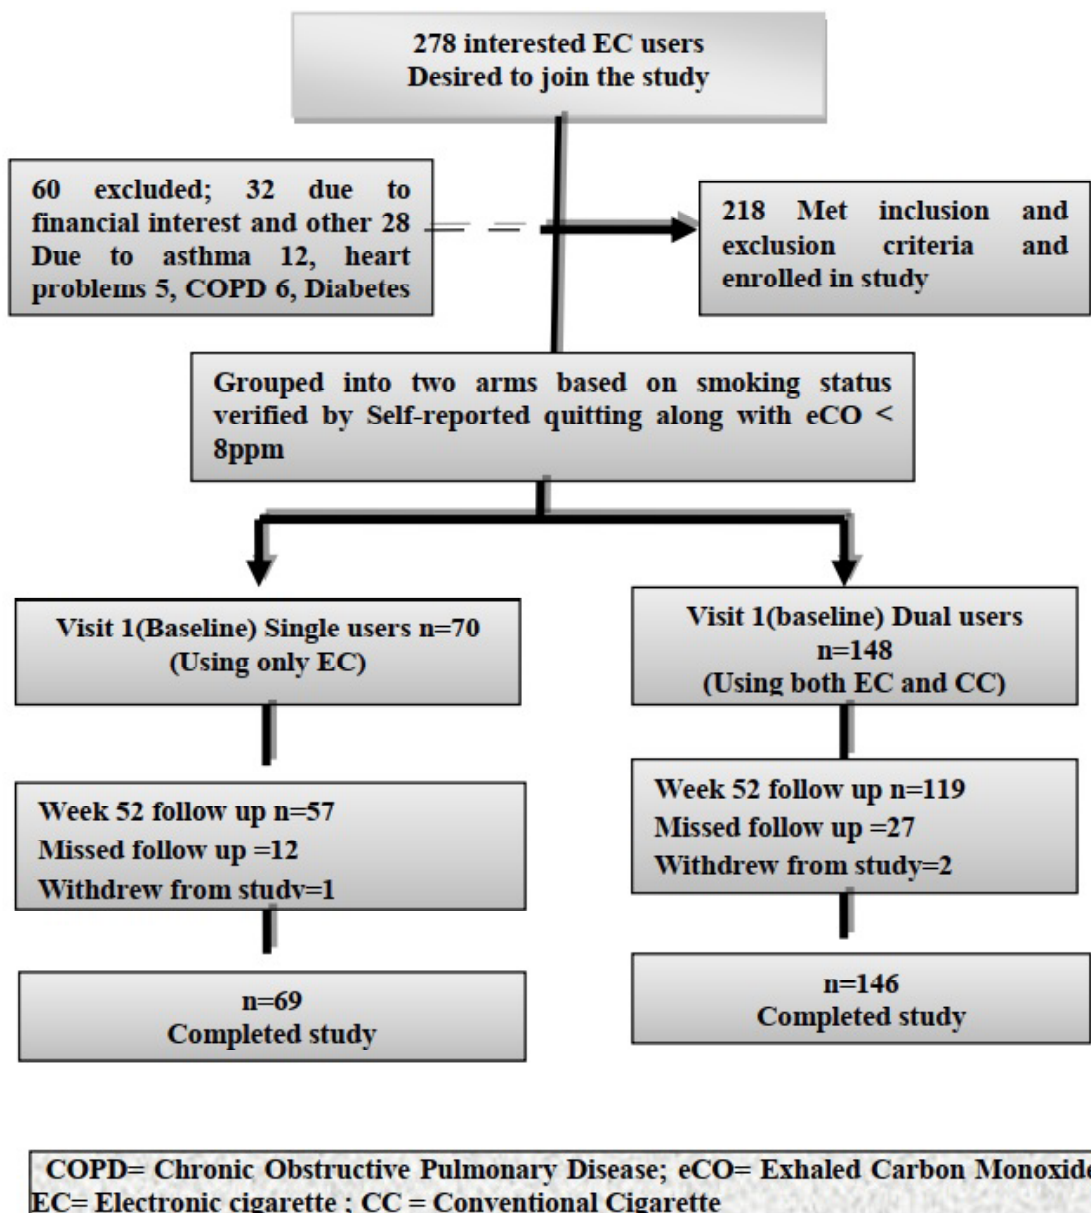 278 interested EC users
Desired to join the study
60 excluded; 32 due to
financial interest and other 28
Due to asthma 12, heart
problems 5, COPD 6, Diabetes
218 Met inclusion and
exclusion criteria and
enrolled in study
Grouped into two arms based on smoking status
verified by Self-reported quitting along with eCO <
8ppm
Visit 1(Baseline) Single users n=70
(Using only EC)
Visit 1(baseline) Dual users
n=148
(Using both EC and CC)
Week 52 follow up n=57
Missed follow up =12
Withdrew from study=1
Week 52 follow up n=119
Missed follow up =27
Withdrew from study=2
n=69
Completed study
n=146
Completed study
COPD= Chronic Obstructive Pulmonary Disease; eCO= Exhaled Carbon Monoxide
EC= Electronic cigarette ; CC = Conventional Cigarette